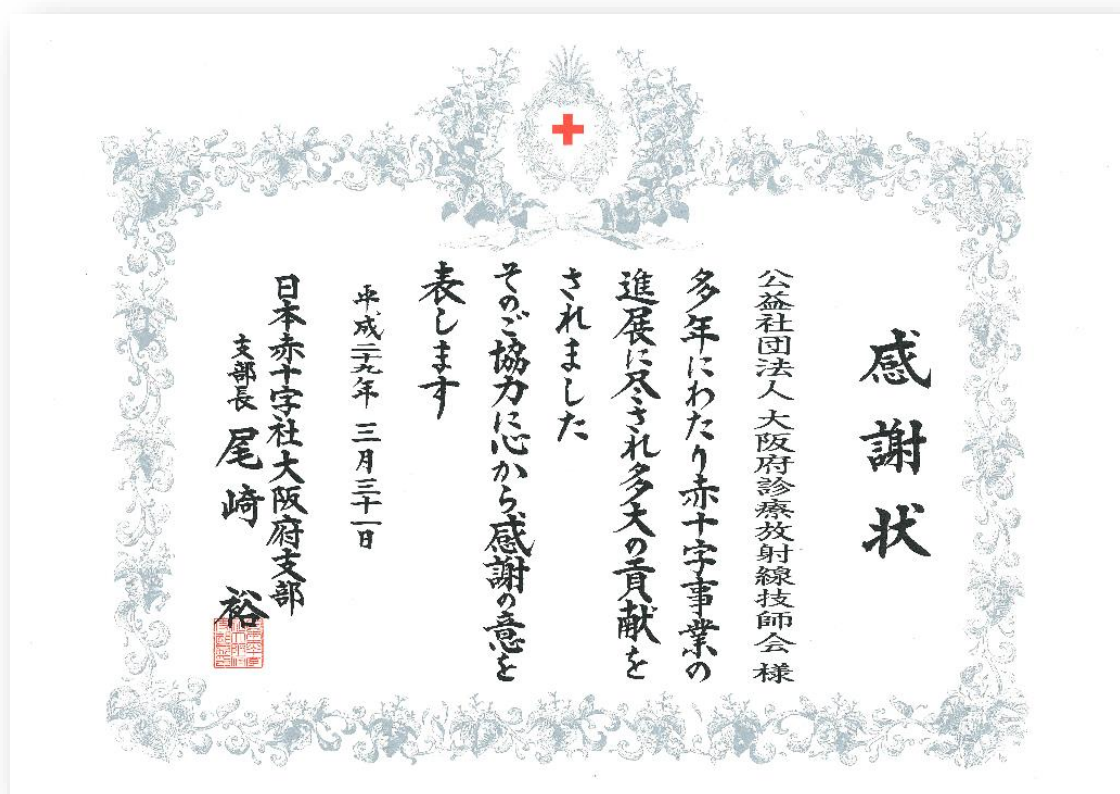 感謝状
公益社団法人 大阪府診療放射線技師会 様
多年にわたり赤十字事業の
進展に尽され多大の貢献を
されました
そのご協力に心から感謝の意を
表します
平成二十九年 三月三十一日
日本赤十字社大阪府支部
支部長 尾崎 裕